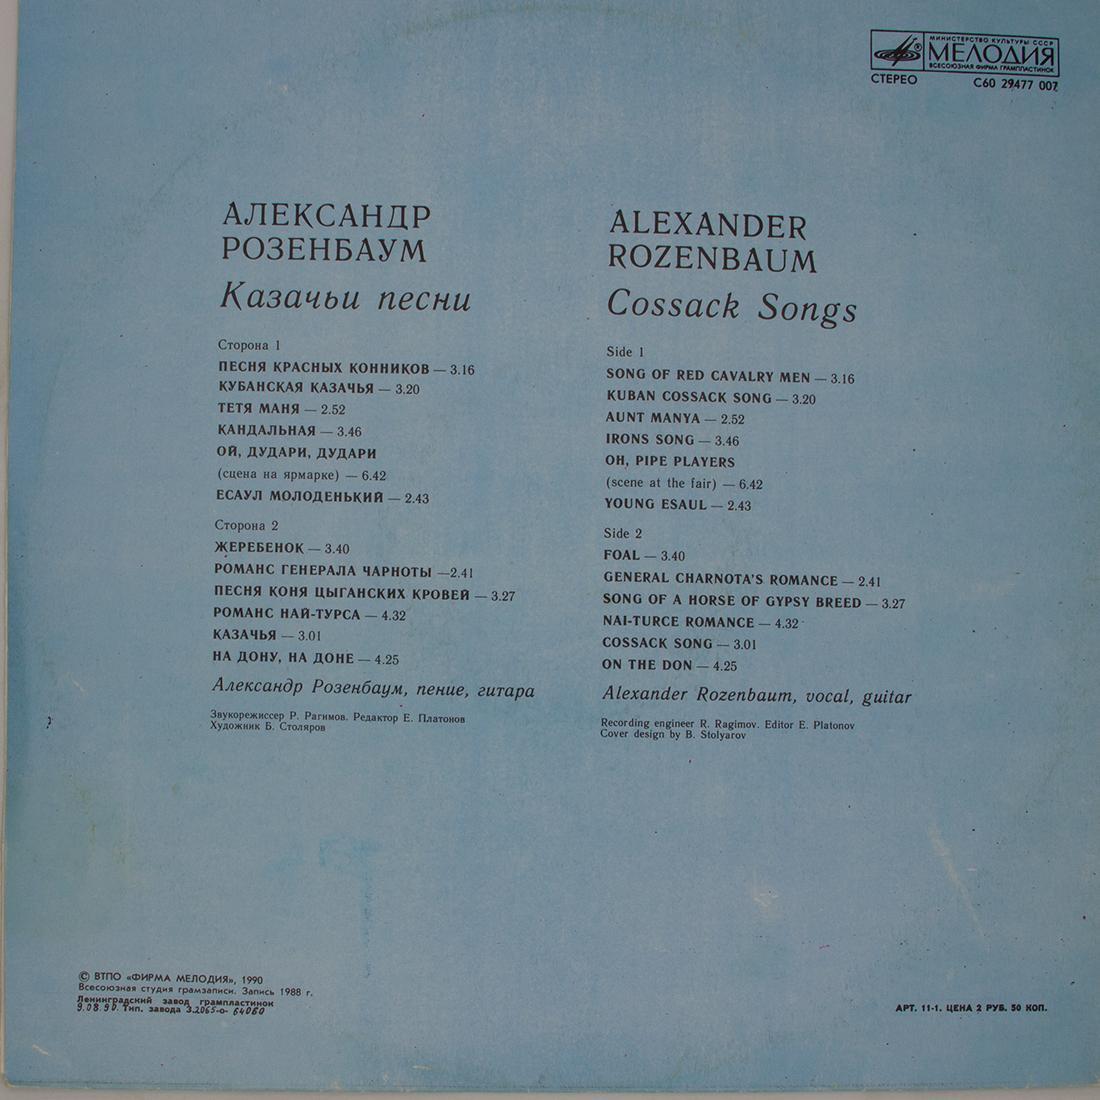 МИНИСТЕРСТВО КУЛЬТУРЫ СССР
МЕЛОДИЯ
ВСЕСОЮЗНАЯ ФИРМА ГРАМПЛАСТИНОК
СТЕРЕО
С60 29477 007
АЛЕКСАНДР
РОЗЕНБАУМ
Казачьи песни
Сторона 1
ПЕСНЯ КРАСНЫХ КОННИКОВ — 3.16
КУБАНСКАЯ КАЗАЧЬЯ — 3.20
ТЕТЯ МАНЯ — 2.52
КАНДАЛЬНАЯ — 3.46
ОЙ, ДУДАРИ, ДУДАРИ
(сцена на ярмарке) — 6.42
ЕСАУЛ МОЛОДЕНЬКИЙ — 2.43
Сторона 2
ЖЕРЕБЕНОК — 3.40
РОМАНС ГЕНЕРАЛА ЧАРНОТЫ —2.41
ПЕСНЯ КОНЯ ЦЫГАНСКИХ КРОВЕЙ — 3.27
РОМАНС НАЙ-ТУРСА — 4.32
КАЗАЧЬЯ — 3.01
НА ДОНУ, НА ДОНЕ — 4.25
Александр Розенбаум, пение, гитара
Звукорежиссер Р. Рагимов. Редактор Е. Платонов
Художник Б. Столяров
ALEXANDER
ROZENBAUM
Cossack Songs
Side 1
SONG OF RED CAVALRY MEN — 3.16
KUBAN COSSACK SONG — 3.20
AUNT MANYA — 2.52
IRONS SONG — 3.46
OH, PIPE PLAYERS
(scene at the fair) — 6.42
YOUNG ESAUL — 2.43
Side 2
FOAL — 3.40
GENERAL CHARNOTA'S ROMANCE — 2.41
SONG OF A HORSE OF GYPSY BREED — 3.27
NAI-TURCE ROMANCE — 4.32
COSSACK SONG — 3.01
ON THE DON — 4.25
Alexander Rozenbaum, vocal, guitar
Recording engineer R. Ragimov. Editor E. Platonov
Cover design by B. Stolyarov
© ВТПО «ФИРМА МЕЛОДИЯ», 1990
Всесоюзная студия грамзаписи. Запись 1988 г.
Ленинградский завод грампластинок
9.08.90. Тип. завода З.2065-о- 64060
АРТ. 11-1. ЦЕНА 2 РУБ. 50 КОП.